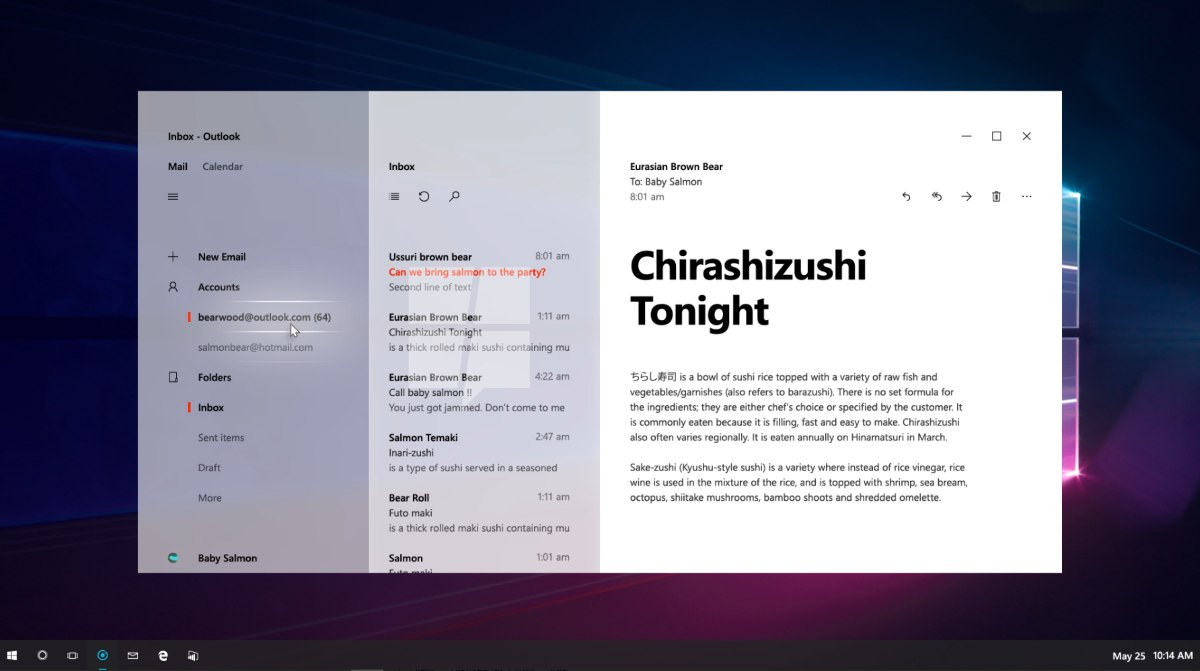 Inbox - Outlook
Mail Calendar
New Email
Accounts
bearwood@outlook.com (64)
salmonbear@hotmail.com
Folders
Inbox
Sent items
Draft
More
Baby Salmon
Inbox
Ussuri brown bear 8:01 am
Can we bring salmon to the party?
Second line of text
Eurasian Brown Bear 1:11 am
Chirashizushi Tonight
is a thick rolled maki sushi containing mu
Eurasian Brown Bear 4:22 am
Call baby salmon !!
You just got jammed. Don't come to me
Salmon Temaki 2:47 am
Inari-zushi
is a type of sushi served in a seasoned
Bear Roll 1:11 am
Futo maki
is a thick rolled maki sushi containing mu
Salmon 1:01 am
Futo maki
Eurasian Brown Bear
To: Baby Salmon
8:01 am
Chirashizushi
Tonight
ちらし寿司 is a bowl of sushi rice topped with a variety of raw fish and
vegetables/garnishes (also refers to barazushi). There is no set formula for
the ingredients; they are either chef's choice or specified by the customer. It
is commonly eaten because it is filling, fast and easy to make. Chirashizushi
also often varies regionally. It is eaten annually on Hinamatsuri in March.
Sake-zushi (Kyushu-style sushi) is a variety where instead of rice vinegar, rice
wine is used in the mixture of the rice, and is topped with shrimp, sea bream,
octopus, shiitake mushrooms, bamboo shoots and shredded omelette.
May 25 10:14 AM